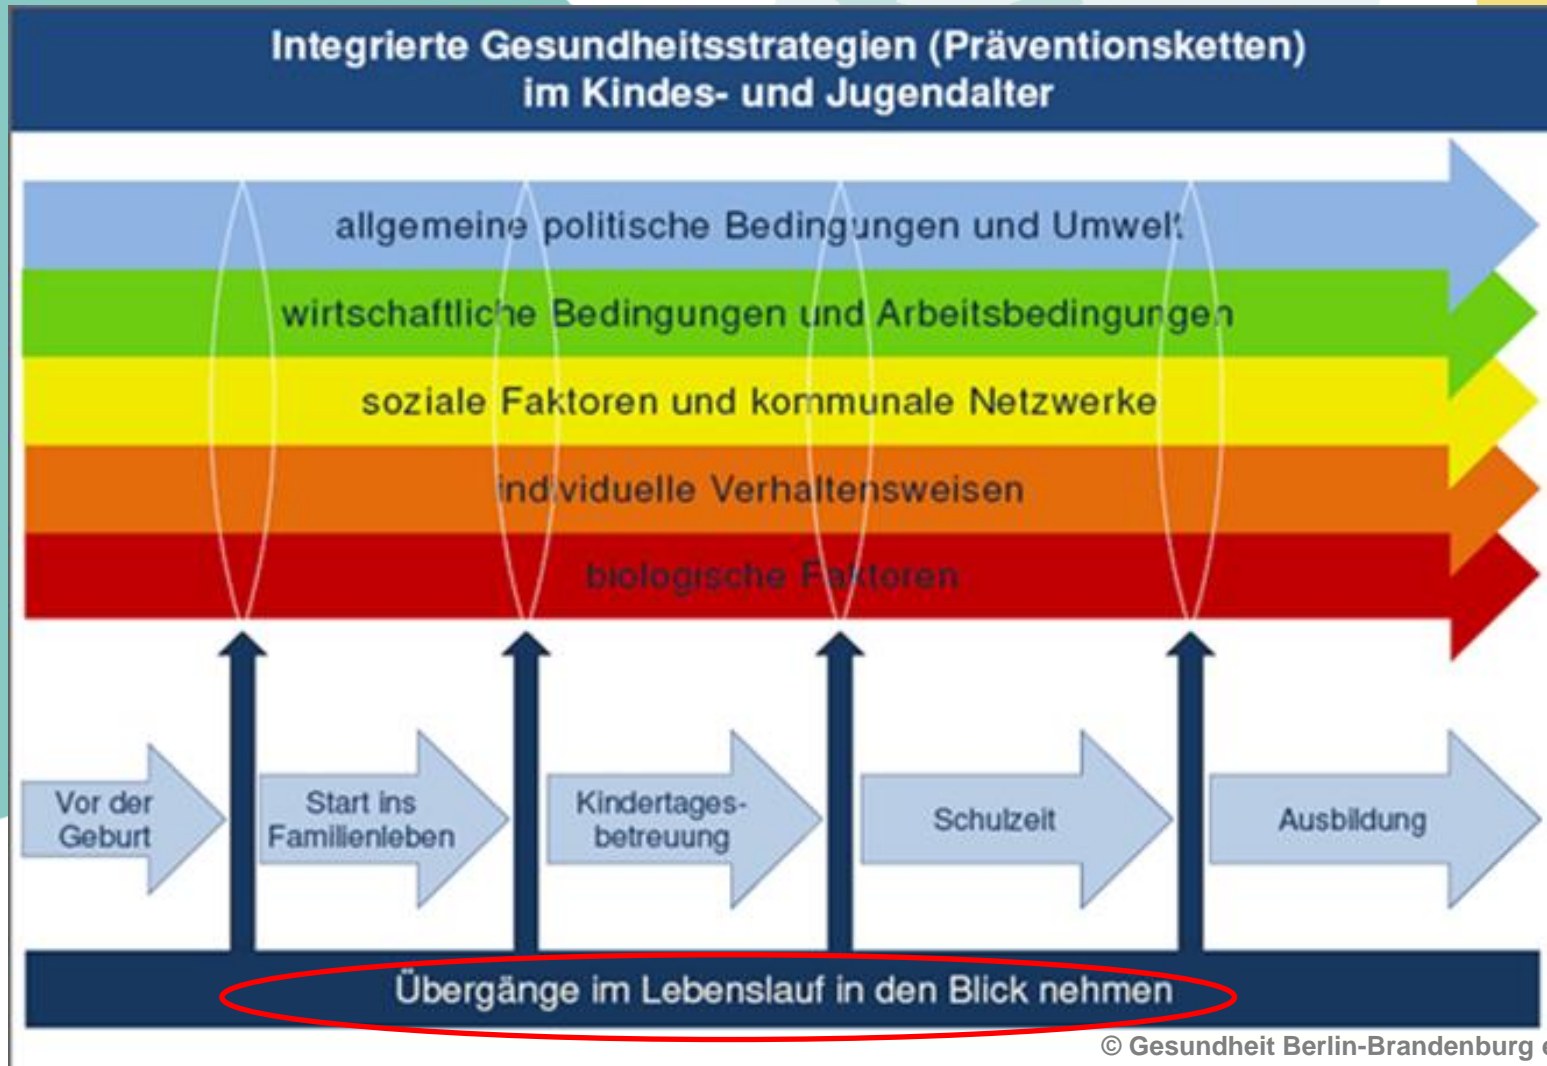 Integrierte Gesundheitsstrategien (Präventionsketten)
im Kindes- und Jugendalter
allgemeine politische Bedingungen und Umwelt
wirtschaftliche Bedingungen und Arbeitsbedingungen
soziale Faktoren und kommunale Netzwerke
individuelle Verhaltensweisen
biologische Faktoren
Vor der
Geburt
Start ins
Familienleben
Kindertages-
betreuung
Schulzeit
Ausbildung
Übergänge im Lebenslauf in den Blick nehmen
© Gesundheit Berlin-Brandenburg e